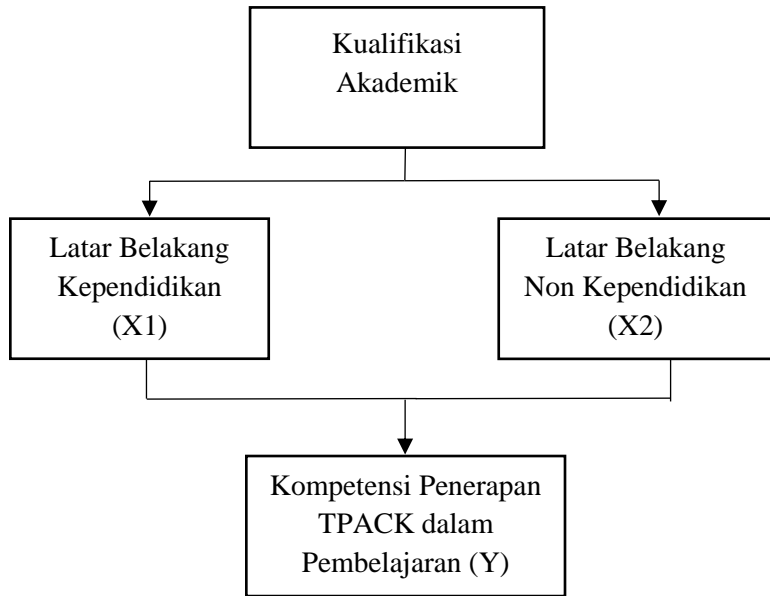 Kualifikasi
Akademik
Latar Belakang
Kependidikan
(X1)
Latar Belakang
Non Kependidikan
(X2)
Kompetensi Penerapan
TPACK dalam
Pembelajaran (Y)